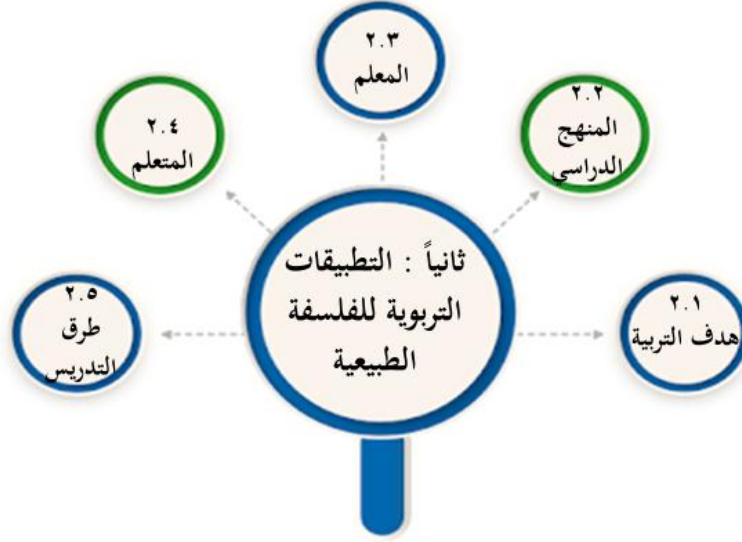 ثانياً : التطبيقات
التربوية للفلسفة
الطبيعية
٢.١
هدف التربية
٢.٢
المنهج
الدراسي
٢.٣
المعلم
٢.٤
المتعلم
٢.٥
طرق
التدريس